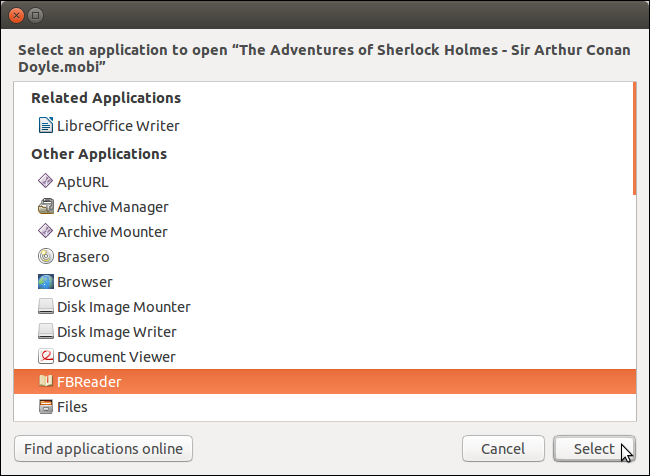 Select an application to open “The Adventures of Sherlock Holmes - Sir Arthur Conan
Doyle.mobi”
Related Applications
LibreOffice Writer
Other Applications
AptURL
Archive Manager
Archive Mounter
Brasero
Browser
Disk Image Mounter
Disk Image Writer
Document Viewer
FBReader
Files
Find applications online
Cancel
Select